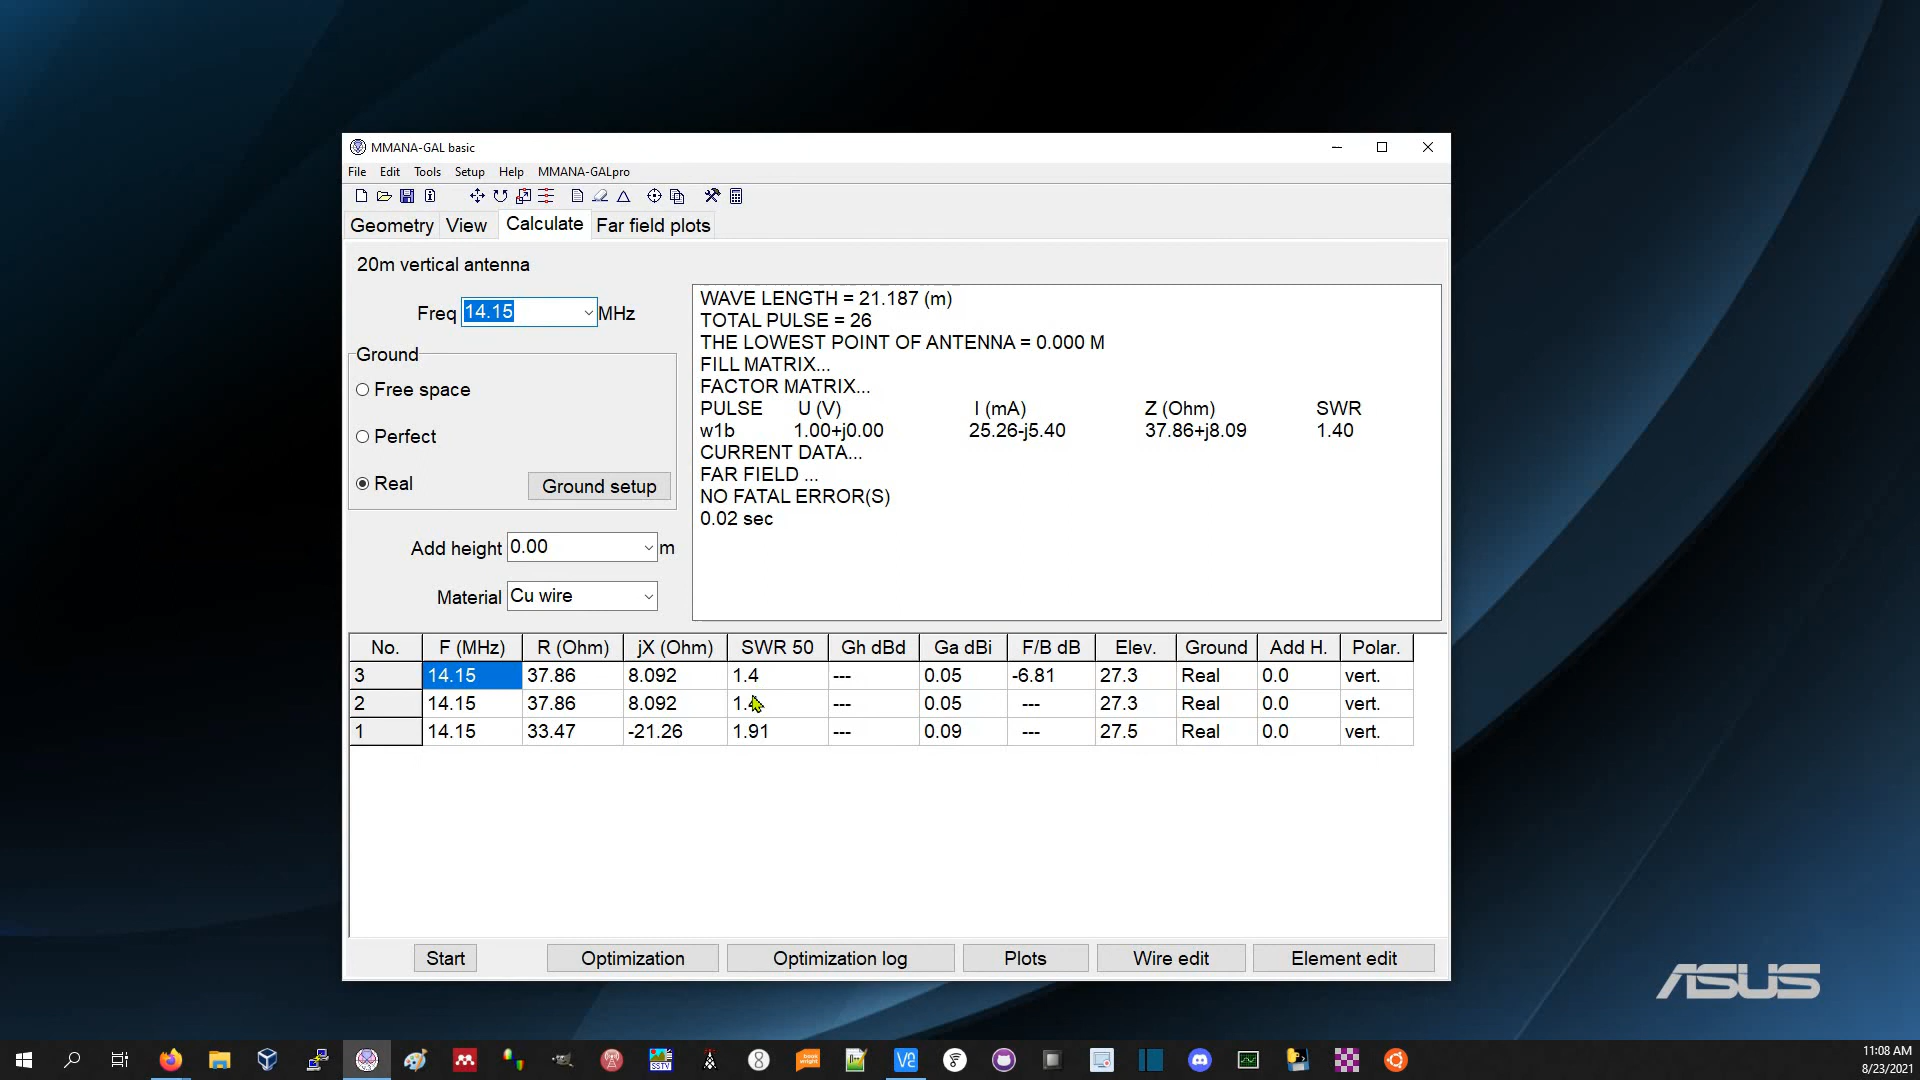 MMANA-GAL basic
File Edit Tools Setup Help MMANA-GALpro
Geometry View Calculate Far field plots
20m vertical antenna
Freq 14.15 MHz
Ground
Free space
Perfect
Real Ground setup
Add height 0.00 m
Material Cu wire
WAVE LENGTH = 21.187 (m)
TOTAL PULSE = 26
THE LOWEST POINT OF ANTENNA = 0.000 M
FILL MATRIX...
FACTOR MATRIX...
PULSE U (V) I (mA) Z (Ohm) SWR
w1b 1.00+j0.00 25.26-j5.40 37.86+j8.09 1.40
CURRENT DATA...
FAR FIELD ...
NO FATAL ERROR(S)
0.02 sec
No. F (MHz) R (Ohm) jX (Ohm) SWR 50 Gh dBd Ga dBi F/B dB Elev. Ground Add H. Polar.
3 14.15 37.86 8.092 1.4 --- 0.05 -6.81 27.3 Real 0.0 vert.
2 14.15 37.86 8.092 --- 0.05 --- 27.3 Real 0.0 vert.
1 14.15 33.47 -21.26 1.91 --- 0.09 --- 27.5 Real 0.0 vert.
Start Optimization Optimization log Plots Wire edit Element edit
ASUS
SSTV
11:08 AM
8/23/2021